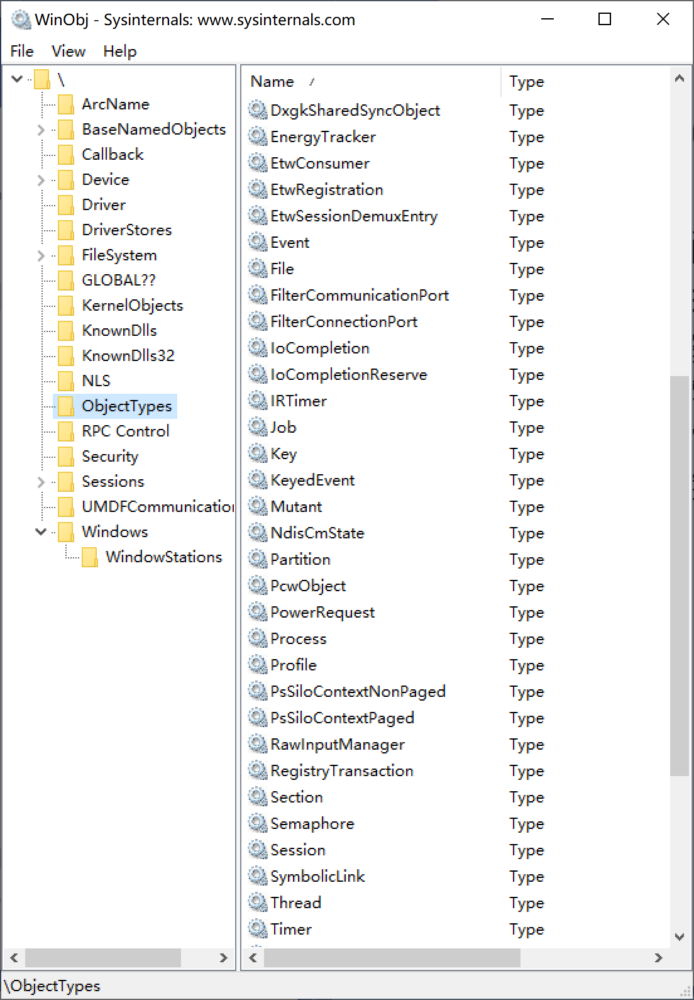 WinObj - Sysinternals: www.sysinternals.com
File View Help
\
ArcName
BaseNamedObjects
Callback
Device
Driver
DriverStores
FileSystem
GLOBAL??
KernelObjects
KnownDlls
KnownDlls32
NLS
ObjectTypes
RPC Control
Security
Sessions
UMDFCommunication
Windows
WindowStations
Name Type
DxgkSharedSyncObject Type
EnergyTracker Type
EtwConsumer Type
EtwRegistration Type
EtwSessionDemuxEntry Type
Event Type
File Type
FilterCommunicationPort Type
FilterConnectionPort Type
IoCompletion Type
IoCompletionReserve Type
IRTimer Type
Job Type
Key Type
KeyedEvent Type
Mutant Type
NdisCmState Type
Partition Type
PcwObject Type
PowerRequest Type
Process Type
Profile Type
PsSiloContextNonPaged Type
PsSiloContextPaged Type
RawInputManager Type
RegistryTransaction Type
Section Type
Semaphore Type
Session Type
SymbolicLink Type
Thread Type
Timer Type
\ObjectTypes